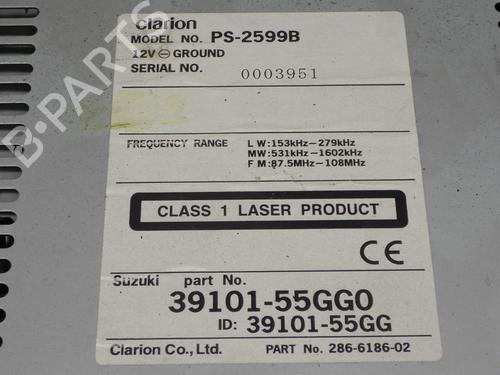 Clarion
MODEL NO. PS-2599B
12V ⊖ GROUND
SERIAL NO. 0003951
FREQUENCY RANGE LW:153kHz-279kHz
MW:531kHz-1602kHz
FM:87.5MHz-108MHz
CLASS 1 LASER PRODUCT
CE
Suzuki part No.
39101-55GG0
ID: 39101-55GG
Clarion Co., Ltd. PART No. 286-6186-02
B-PARTS